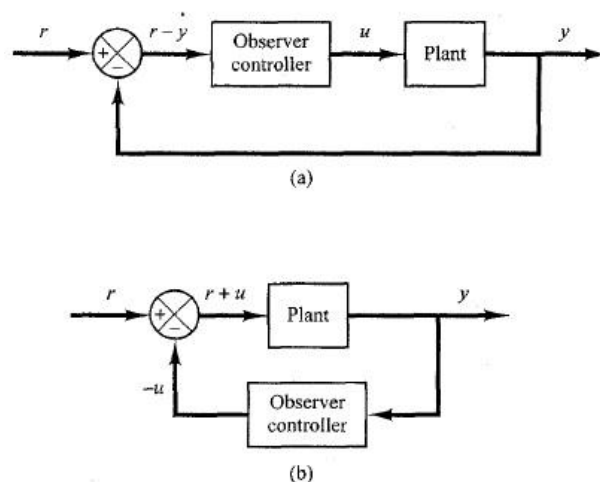 r
+
−
r − y
Observer
controller
u
Plant
y
(a)
r
+
−
r + u
Plant
y
−u
Observer
controller
(b)